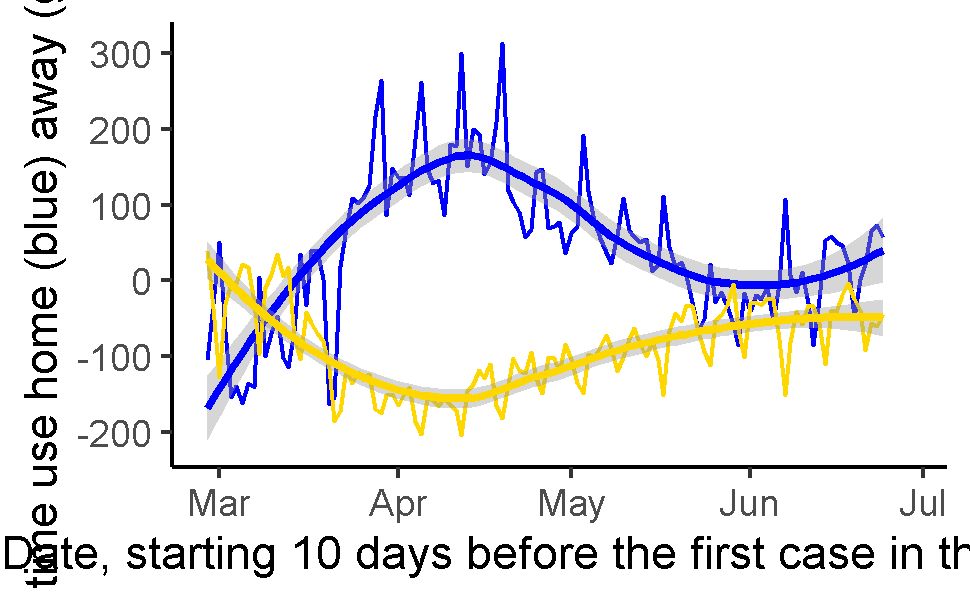 time use home (blue) away (
300
200
100
0
-100
-200
Mar Apr May Jun Jul
Date, starting 10 days before the first case in th